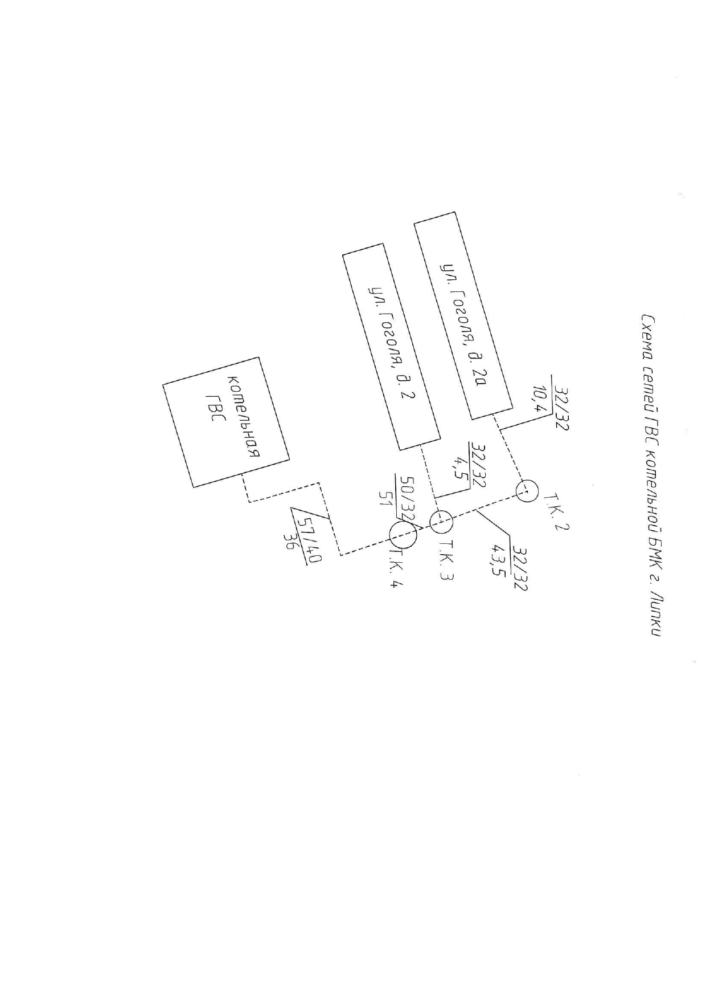 Схема сетей ГВС котельной БМК г. Липки
32/32
10,4
Т.К. 2
32/32
43,5
ул. Гоголя, д. 2а
32/32
4,5
Т.К. 3
ул. Гоголя, д. 2
50/32
51
Т.К. 4
57/40
36
котельная
ГВС